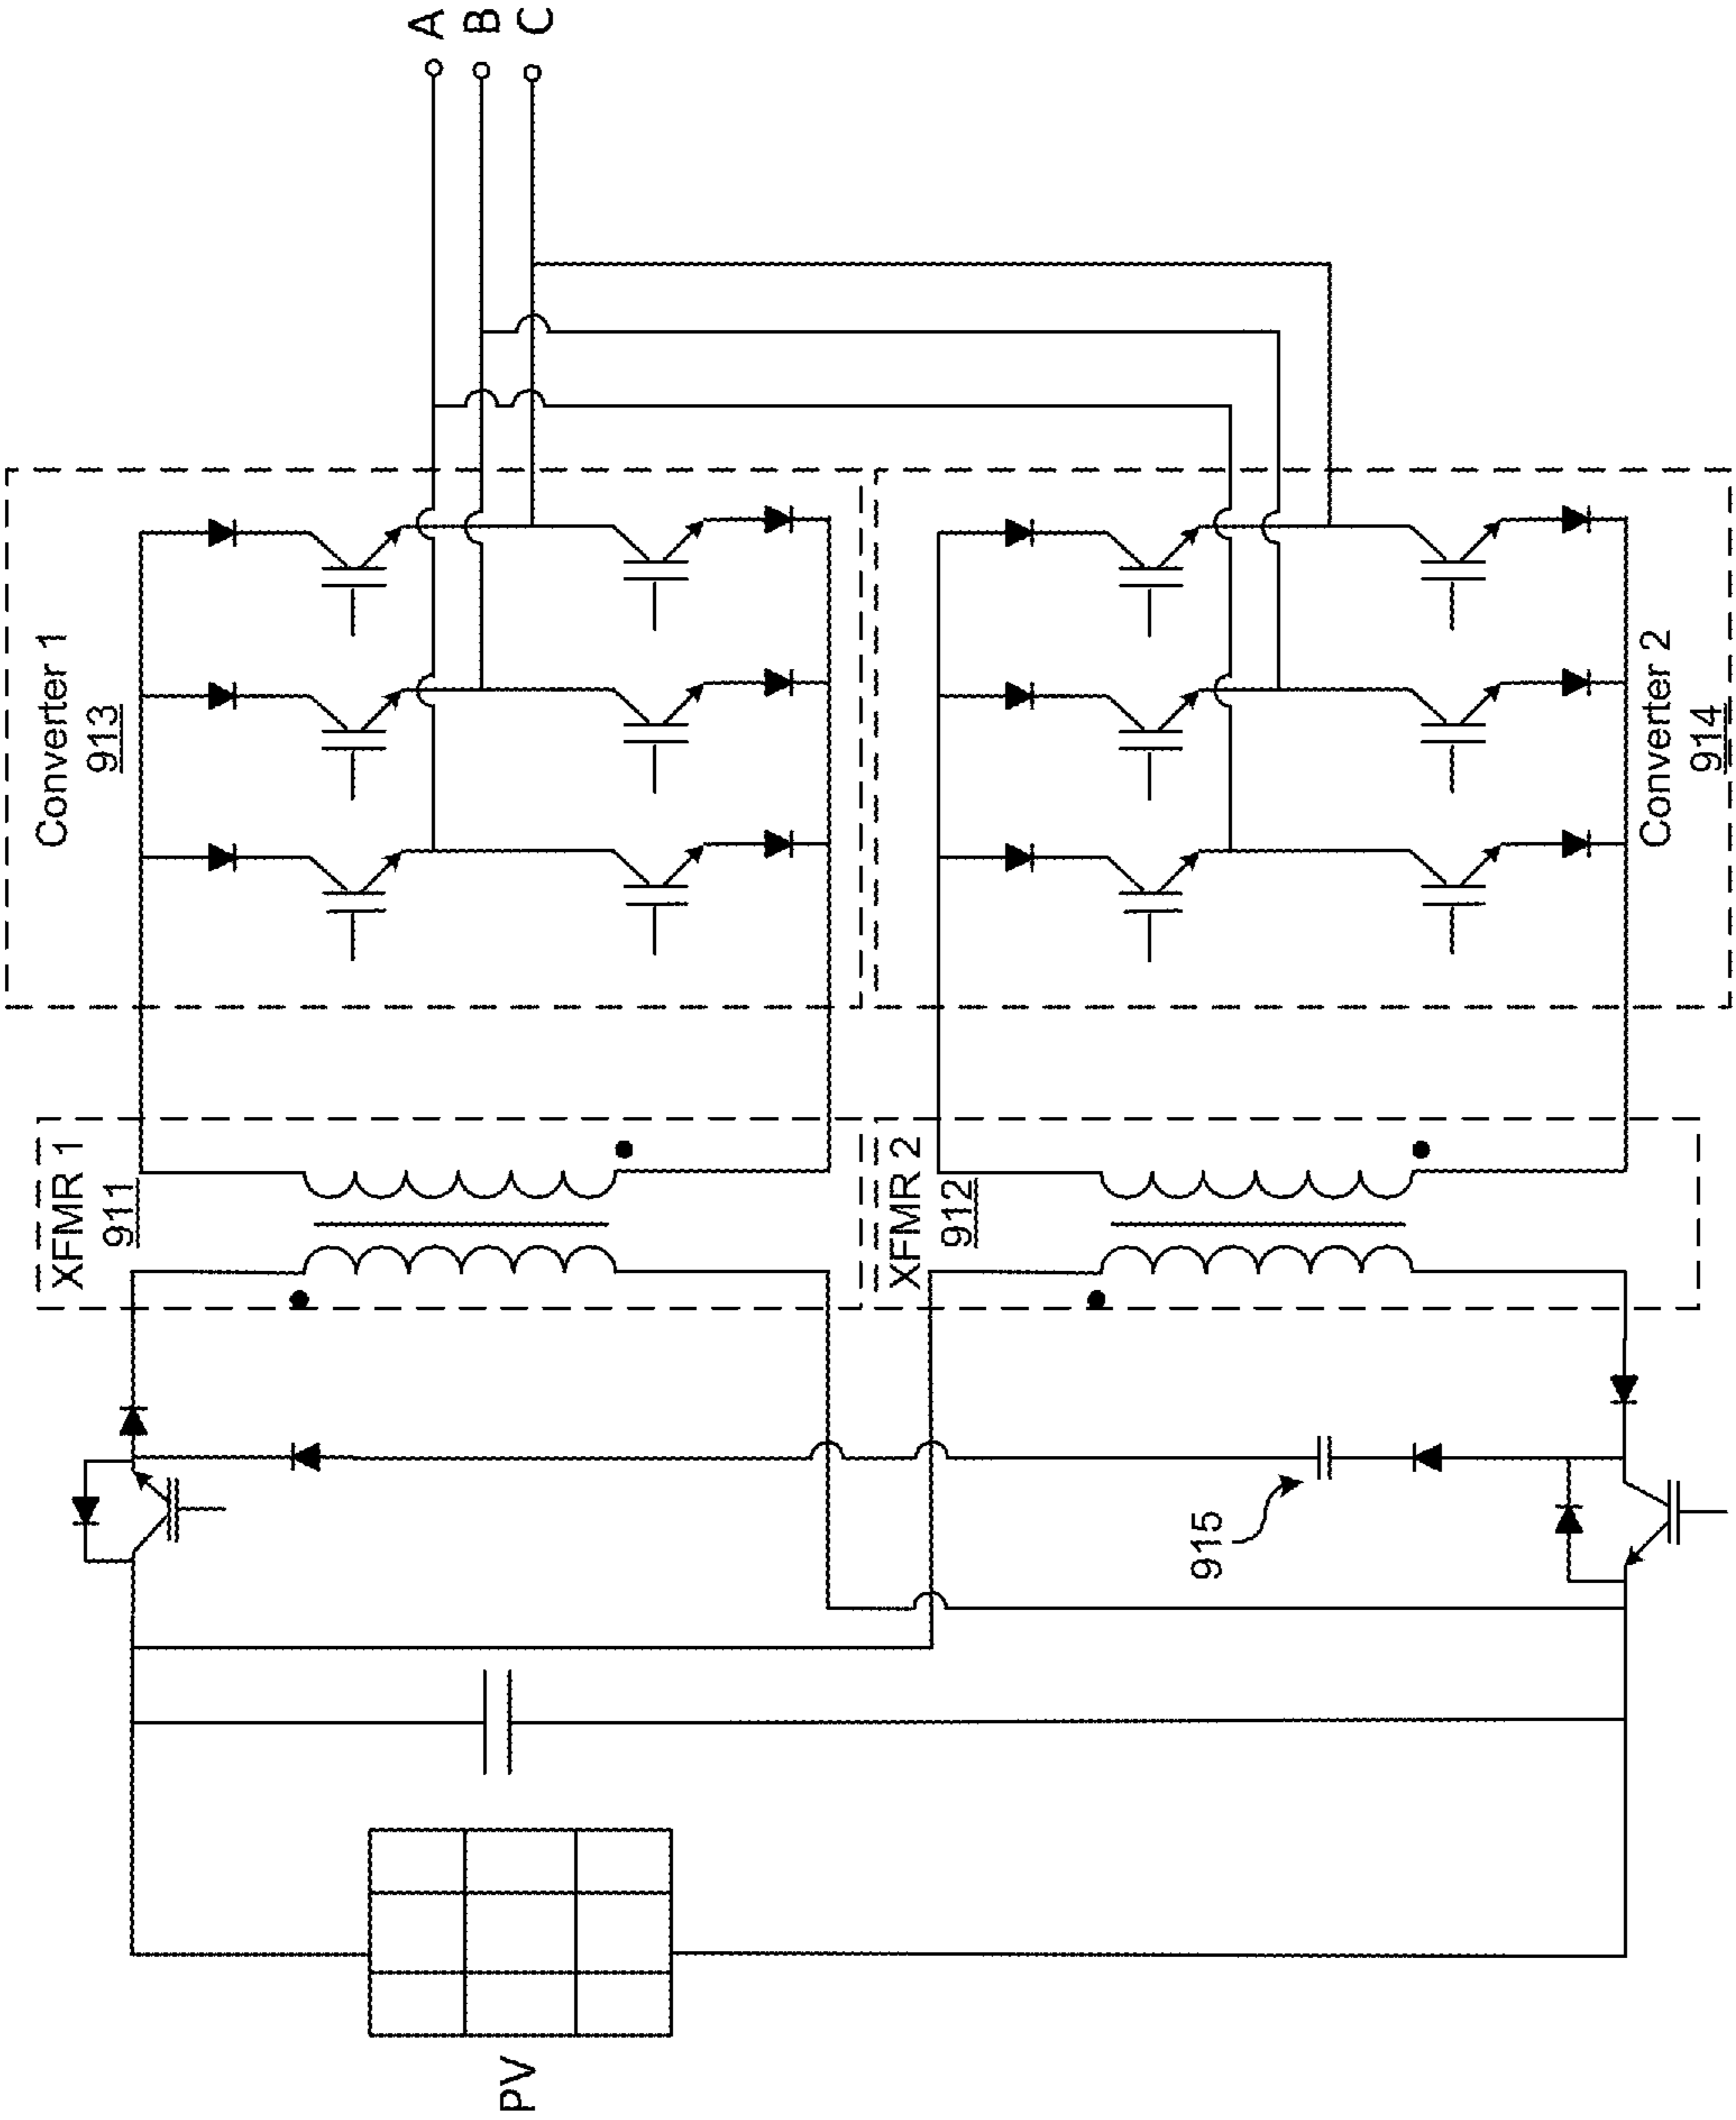 A
B
C
Converter 1
913
Converter 2
914
XFMR 1
911
XFMR 2
912
915
PV